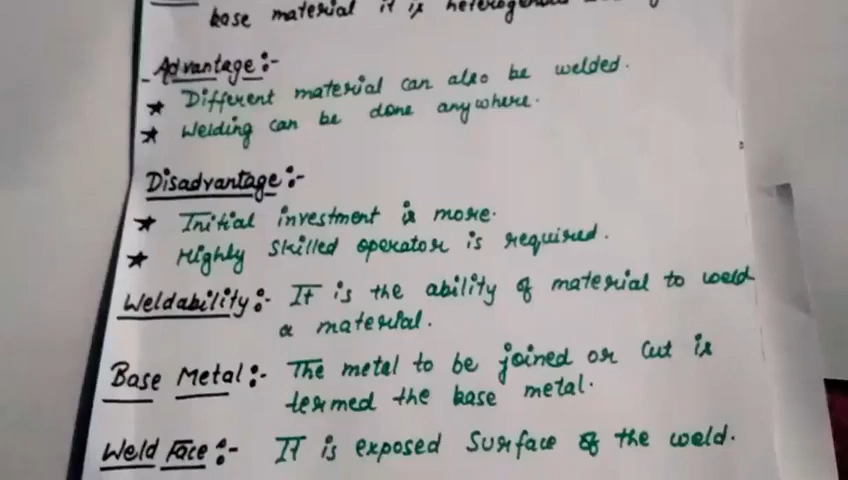 base material it is
Advantage:-
★ Different material can also be welded.
★ Welding can be done anywhere.
Disadvantage:-
★ Initial investment is more.
★ Highly skilled operator is required.
Weldability:- It is the ability of material to weld
a material.
Base Metal:- The metal to be joined or cut is
termed the base metal.
Weld Face:- It is exposed surface of the weld.